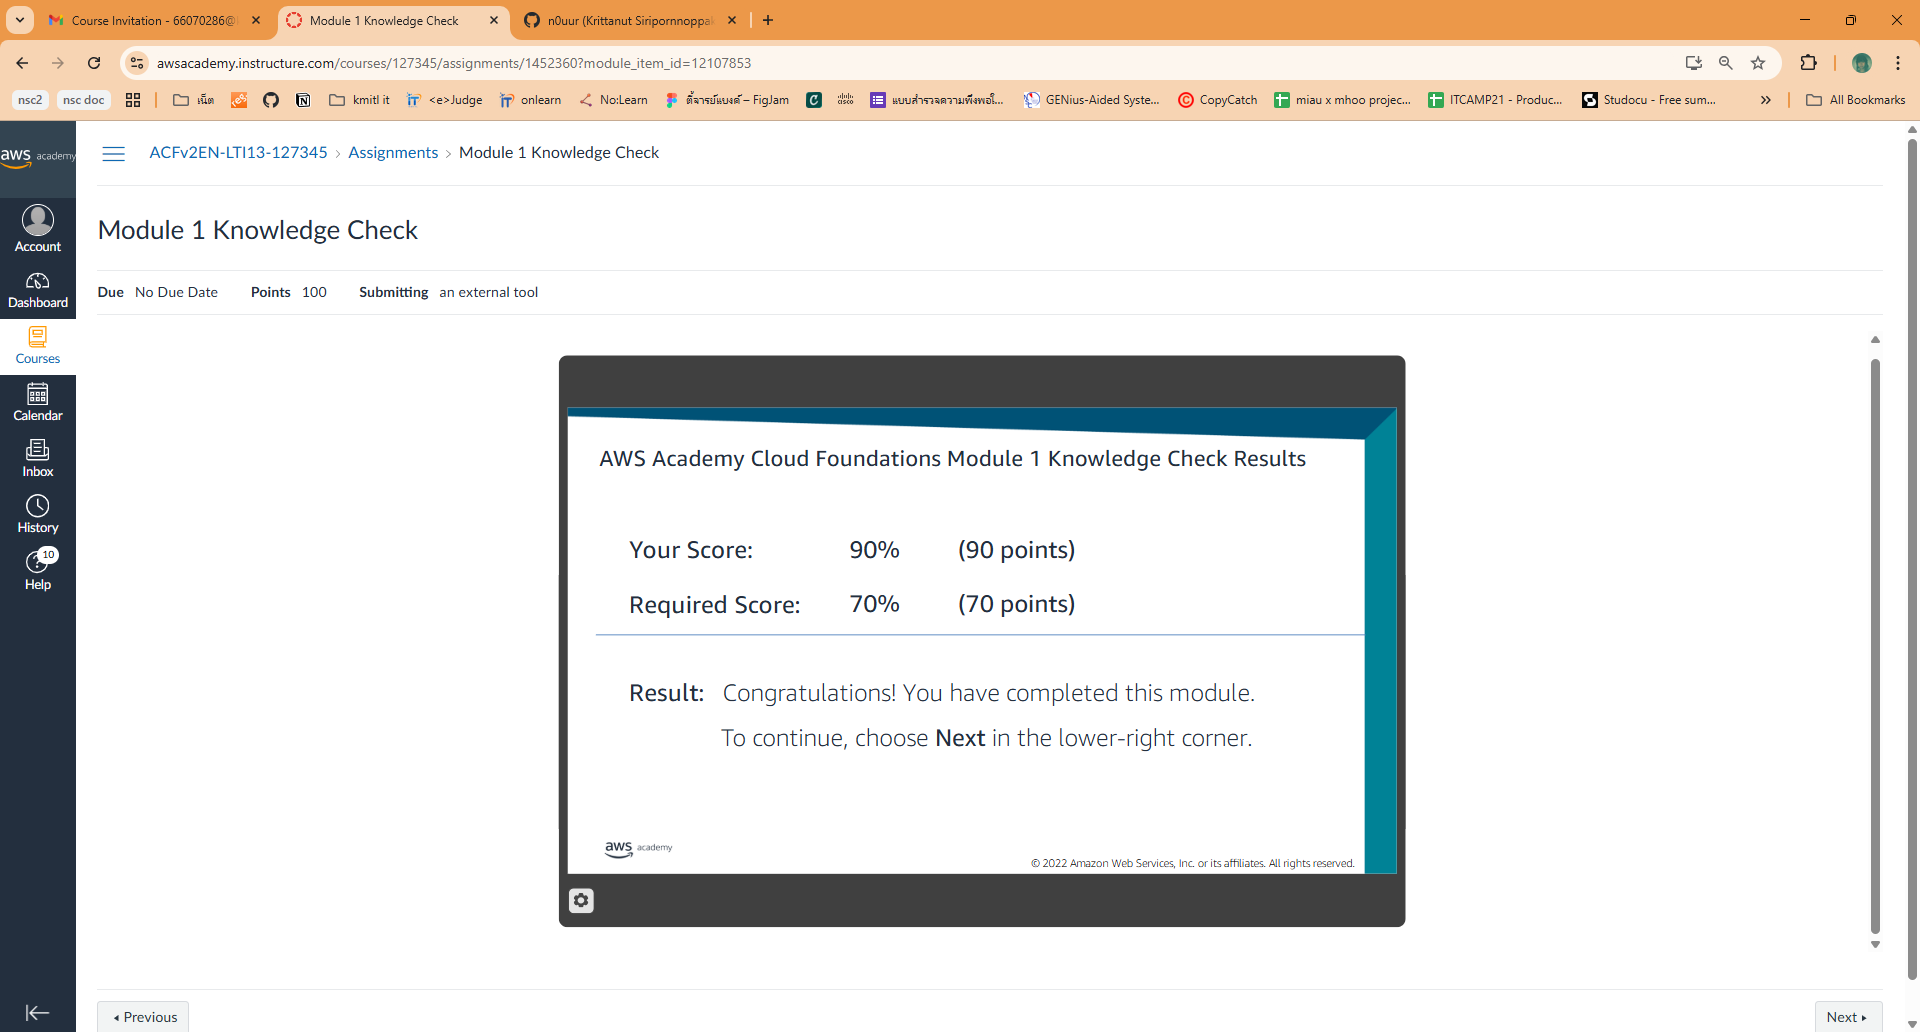 Course Invitation - 66070286@
Module 1 Knowledge Check
n0uur (Krittanut Siripornnoppa
awsacademy.instructure.com/courses/127345/assignments/1452360?module_item_id=12107853
nsc2
nsc doc
เน็ต
kmitl it
<e>Judge
onlearn
No:Learn
ติ้จารย์แบงค์ – FigJam
แบบสำรวจความพึงพอใ...
GENius-Aided Syste...
CopyCatch
miau x mhoo projec...
ITCAMP21 - Produc...
Studocu - Free sum...
All Bookmarks
aws academy
Account
Dashboard
Courses
Calendar
Inbox
History
10
Help
ACFv2EN-LTI13-127345 › Assignments › Module 1 Knowledge Check
Module 1 Knowledge Check
Due No Due Date Points 100 Submitting an external tool
AWS Academy Cloud Foundations Module 1 Knowledge Check Results
Your Score: 90% (90 points)
Required Score: 70% (70 points)
Result: Congratulations! You have completed this module.
To continue, choose Next in the lower-right corner.
aws academy
© 2022 Amazon Web Services, Inc. or its affiliates. All rights reserved.
Previous
Next